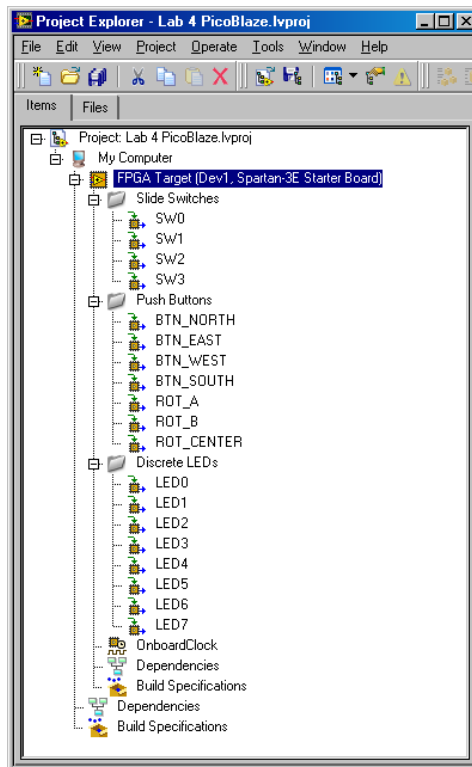 Project Explorer - Lab 4 PicoBlaze.lvproj
File Edit View Project Operate Tools Window Help
Items Files
Project: Lab 4 PicoBlaze.lvproj
My Computer
FPGA Target (Dev1, Spartan-3E Starter Board)
Slide Switches
SW0
SW1
SW2
SW3
Push Buttons
BTN_NORTH
BTN_EAST
BTN_WEST
BTN_SOUTH
ROT_A
ROT_B
ROT_CENTER
Discrete LEDs
LED0
LED1
LED2
LED3
LED4
LED5
LED6
LED7
OnboardClock
Dependencies
Build Specifications
Dependencies
Build Specifications